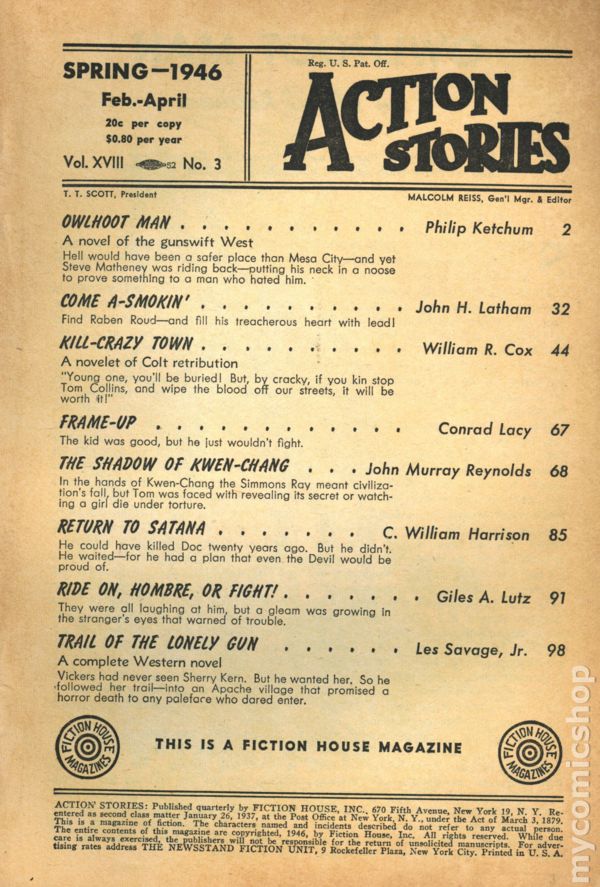 SPRING—1946
Feb.-April
20c per copy
$0.80 per year
Vol. XVIII 52 No. 3
Reg. U. S. Pat. Off.
ACTION
STORIES
T. T. SCOTT, President
MALCOLM REISS, Gen'l Mgr. & Editor
OWLHOOT MAN . . . . . . . . . . . Philip Ketchum 2
A novel of the gunswift West
Hell would have been a safer place than Mesa City—and yet
Steve Matheney was riding back—putting his neck in a noose
to prove something to a man who hated him.
COME A-SMOKIN' . . . . . . . . . . John H. Latham 32
Find Raben Roud—and fill his treacherous heart with lead!
KILL-CRAZY TOWN . . . . . . . . . . William R. Cox 44
A novelet of Colt retribution
"Young one, you'll be buried! But, by cracky, if you kin stop
Tom Collins, and wipe the blood off our streets, it will be
worth it!"
FRAME-UP . . . . . . . . . . . . Conrad Lacy 67
The kid was good, but he just wouldn't fight.
THE SHADOW OF KWEN-CHANG . . . John Murray Reynolds 68
In the hands of Kwen-Chang the Simmons Ray meant civiliza-
tion's fall, but Tom was faced with revealing its secret or watch-
ing a girl die under torture.
RETURN TO SATANA . . . . . . . C. William Harrison 85
He could have killed Doc twenty years ago. But he didn't.
He waited—for he had a plan that even the Devil would be
proud of.
RIDE ON, HOMBRE, OR FIGHT! . . . . . . . Giles A. Lutz 91
They were all laughing at him, but a gleam was growing in
the stranger's eyes that warned of trouble.
TRAIL OF THE LONELY GUN . . . . . . Les Savage, Jr. 98
A complete Western novel
Vickers had never seen Sherry Kern. But he wanted her. So he
followed her trail—into an Apache village that promised a
horror death to any paleface who dared enter.
FICTION HOUSE MAGAZINES
THIS IS A FICTION HOUSE MAGAZINE
FICTION HOUSE MAGAZINES
ACTION STORIES: Published quarterly by FICTION HOUSE, INC., 670 Fifth Avenue, New York 19, N. Y. Re-
entered as second class matter January 26, 1937, at the Post Office at New York, N. Y., under the Act of March 3, 1879.
This is a magazine of fiction. The characters named and incidents described do not refer to any actual person.
The entire contents of this magazine are copyrighted, 1946, by Fiction House, Inc. All rights reserved. While due
care is always exercised, the publishers will not be responsible for the return of unsolicited manuscripts. For adver-
tising rates address THE NEWSSTAND FICTION UNIT, 9 Rockefeller Plaza, New York City. Printed in U. S. A.
mycomicshop.com